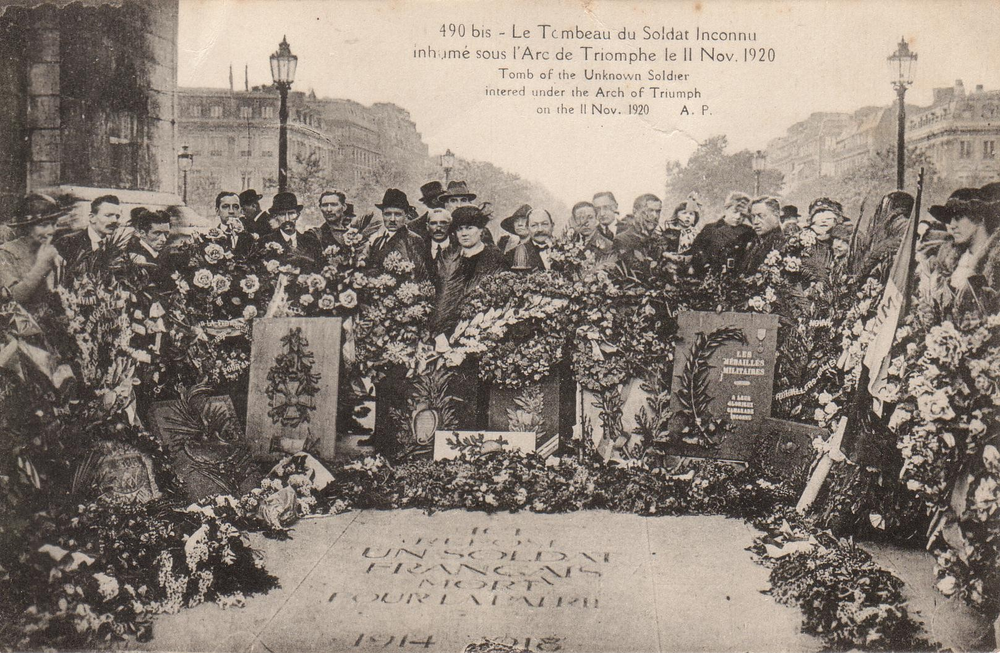 490 bis - Le Tombeau du Soldat Inconnu
inhumé sous l'Arc de Triomphe le 11 Nov. 1920
Tomb of the Unknown Soldier
intered under the Arch of Triumph
on the 11 Nov. 1920 A. P.
LES
MÉDAILLÉS
MILITAIRES
A LEUR
GLORIEUX
CAMARADE
INCONNU
ICI
REPOSE
UN SOLDAT
FRANÇAIS
MORT
POUR LA PATRIE
1914 1918